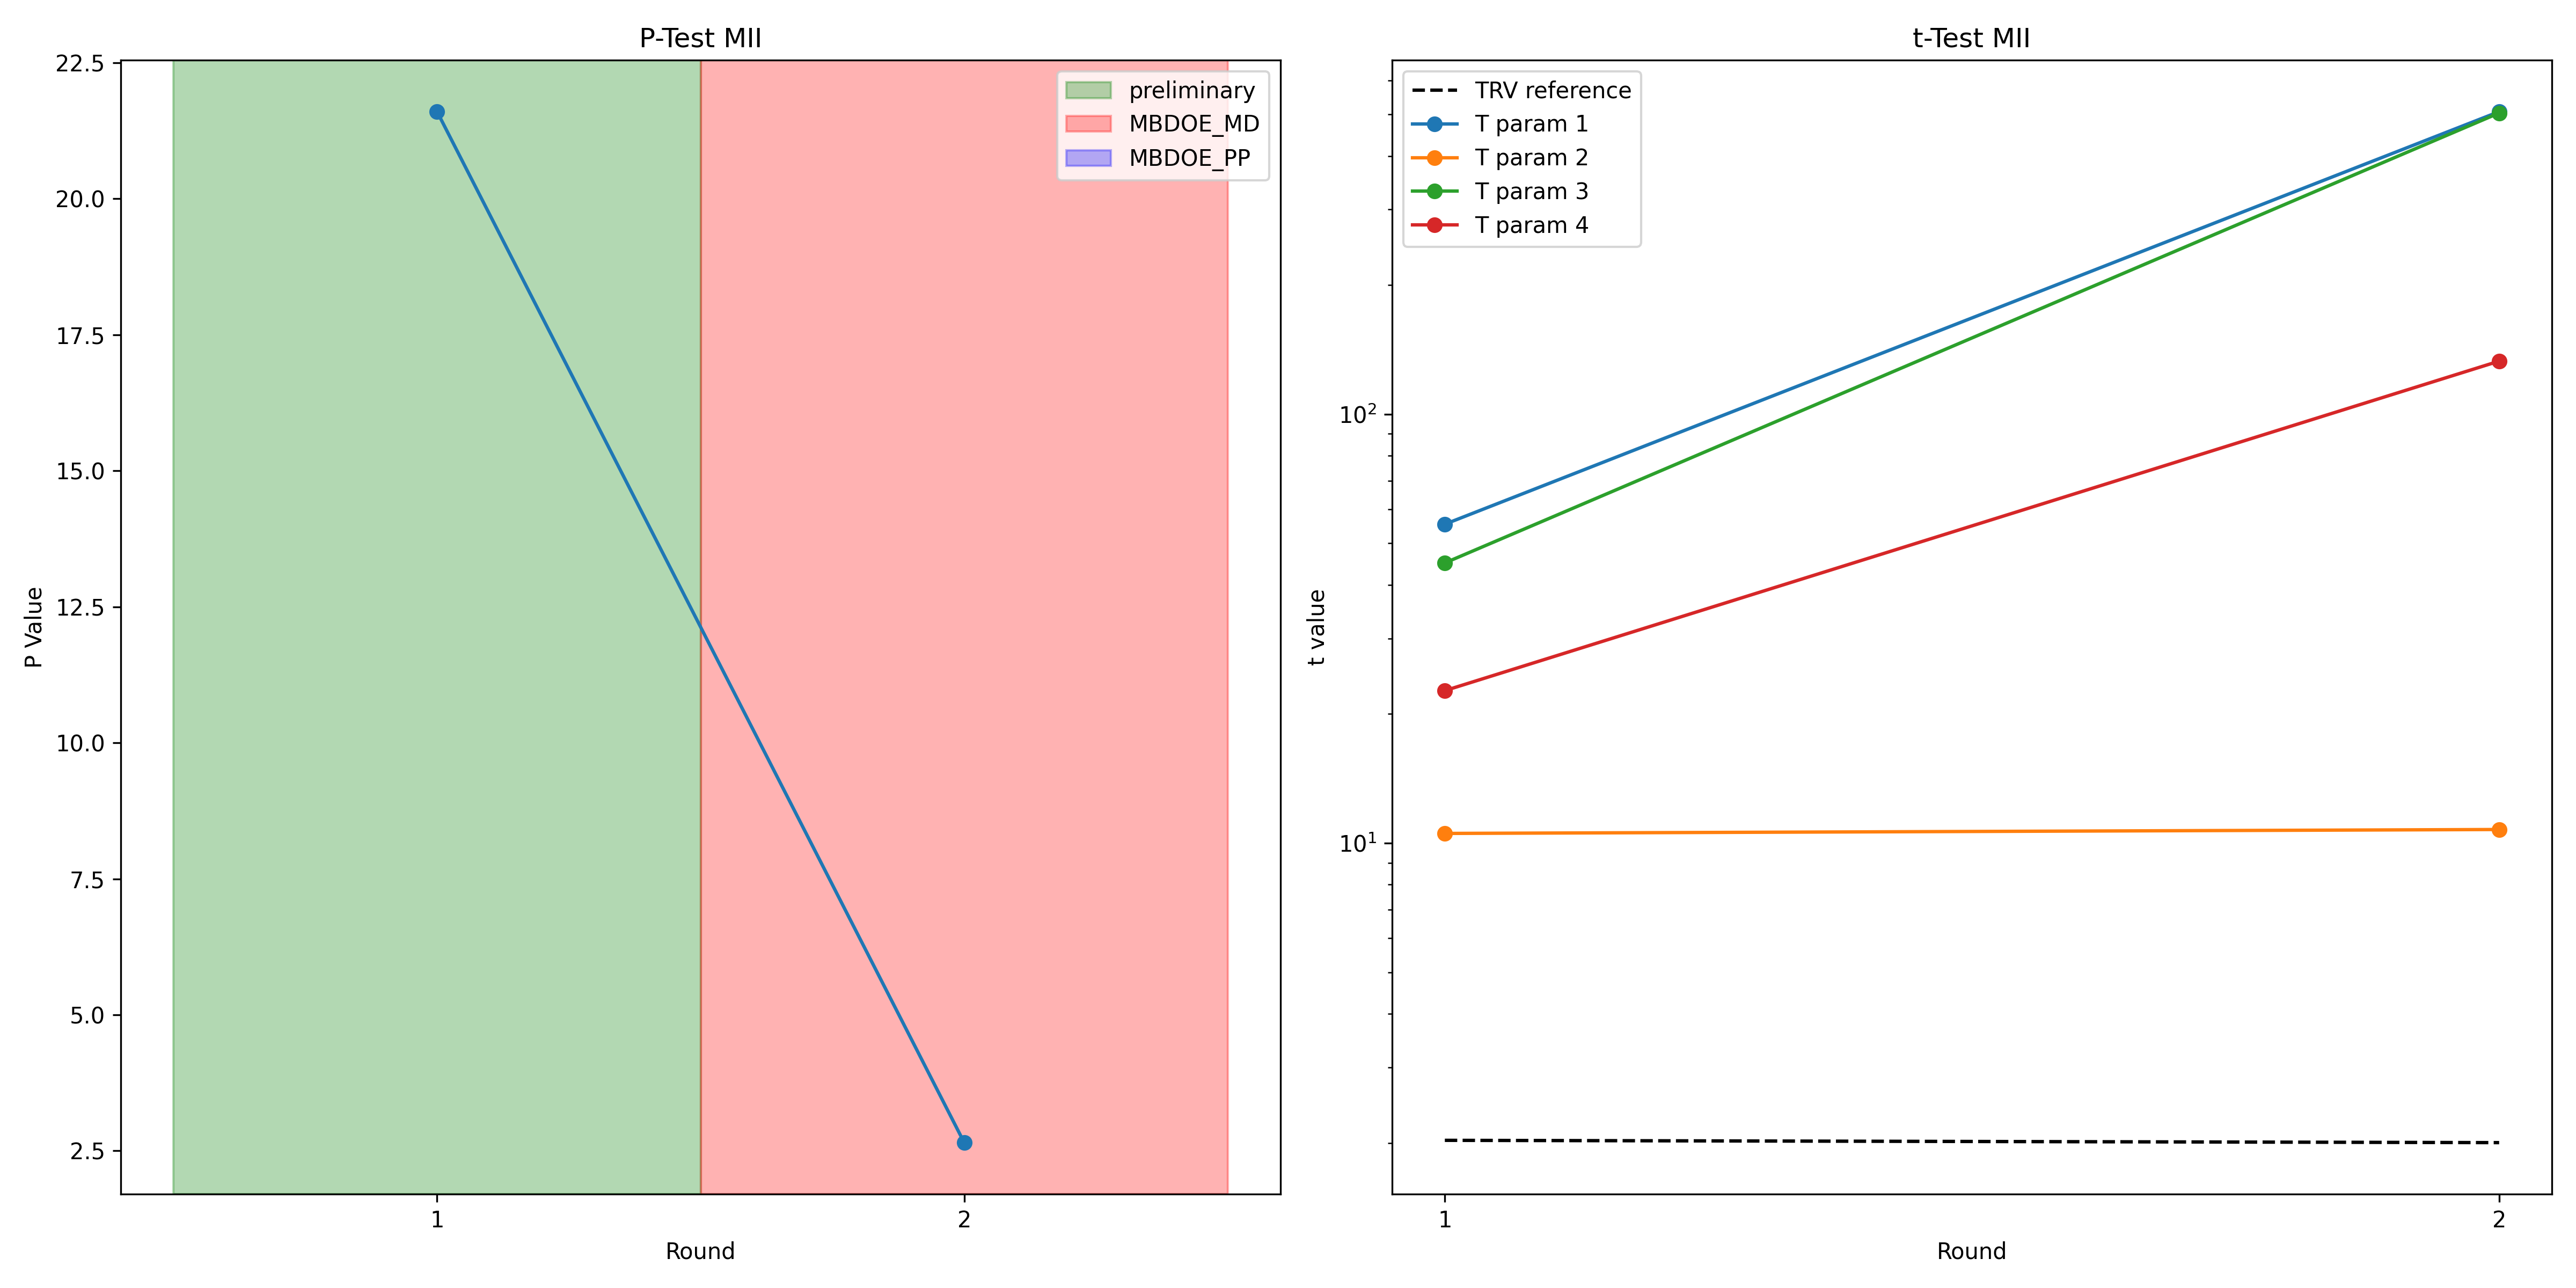 P-Test MII
P Value
22.5
20.0
17.5
15.0
12.5
10.0
7.5
5.0
2.5
preliminary
MBDOE_MD
MBDOE_PP
1
2
Round
t-Test MII
t value
10²
10¹
TRV reference
T param 1
T param 2
T param 3
T param 4
1
2
Round